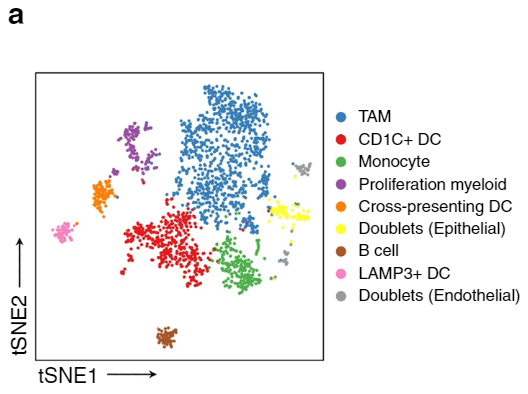 a
TAM
CD1C+ DC
Monocyte
Proliferation myeloid
Cross-presenting DC
Doublets (Epithelial)
B cell
LAMP3+ DC
Doublets (Endothelial)
tSNE2
tSNE1